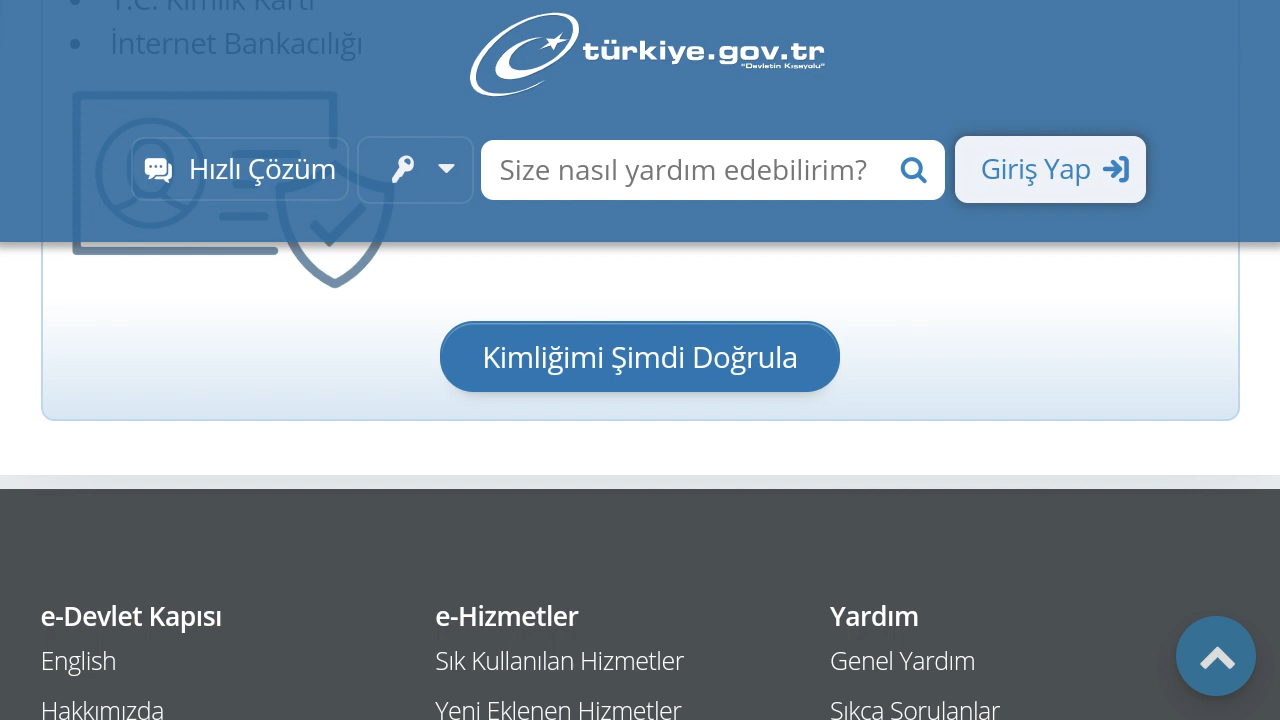 T.C. Kimlik Kartı
İnternet Bankacılığı
türkiye.gov.tr
"Devletin Kısayolu"
Hızlı Çözüm
Size nasıl yardım edebilirim?
Giriş Yap
Kimliğimi Şimdi Doğrula
e-Devlet Kapısı
English
Hakkımızda
e-Hizmetler
Sık Kullanılan Hizmetler
Yeni Eklenen Hizmetler
Yardım
Genel Yardım
Sıkça Sorulanlar